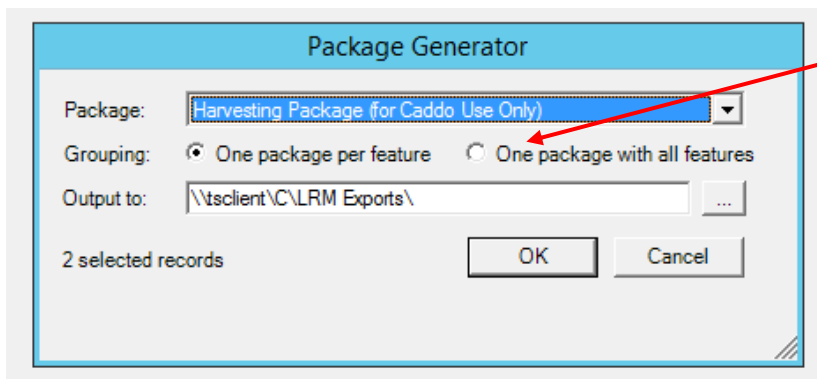 Package Generator
Package: Harvesting Package (for Caddo Use Only)
Grouping: One package per feature One package with all features
Output to: \\tsclient\C\LRM Exports\ ...
2 selected records OK Cancel